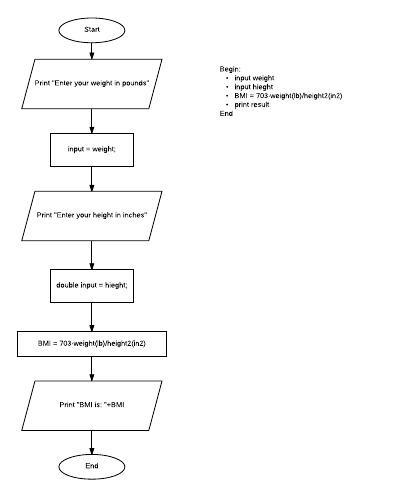 Start
Print "Enter your weight in pounds"
input = weight;
Print "Enter your height in inches"
double input = hieght;
BMI = 703-weight(lb)/height2(in2)
Print "BMI is: "+BMI
End
Begin:
• input weight
• input hieght
• BMI = 703-weight(lb)/height2(in2)
• print result
End